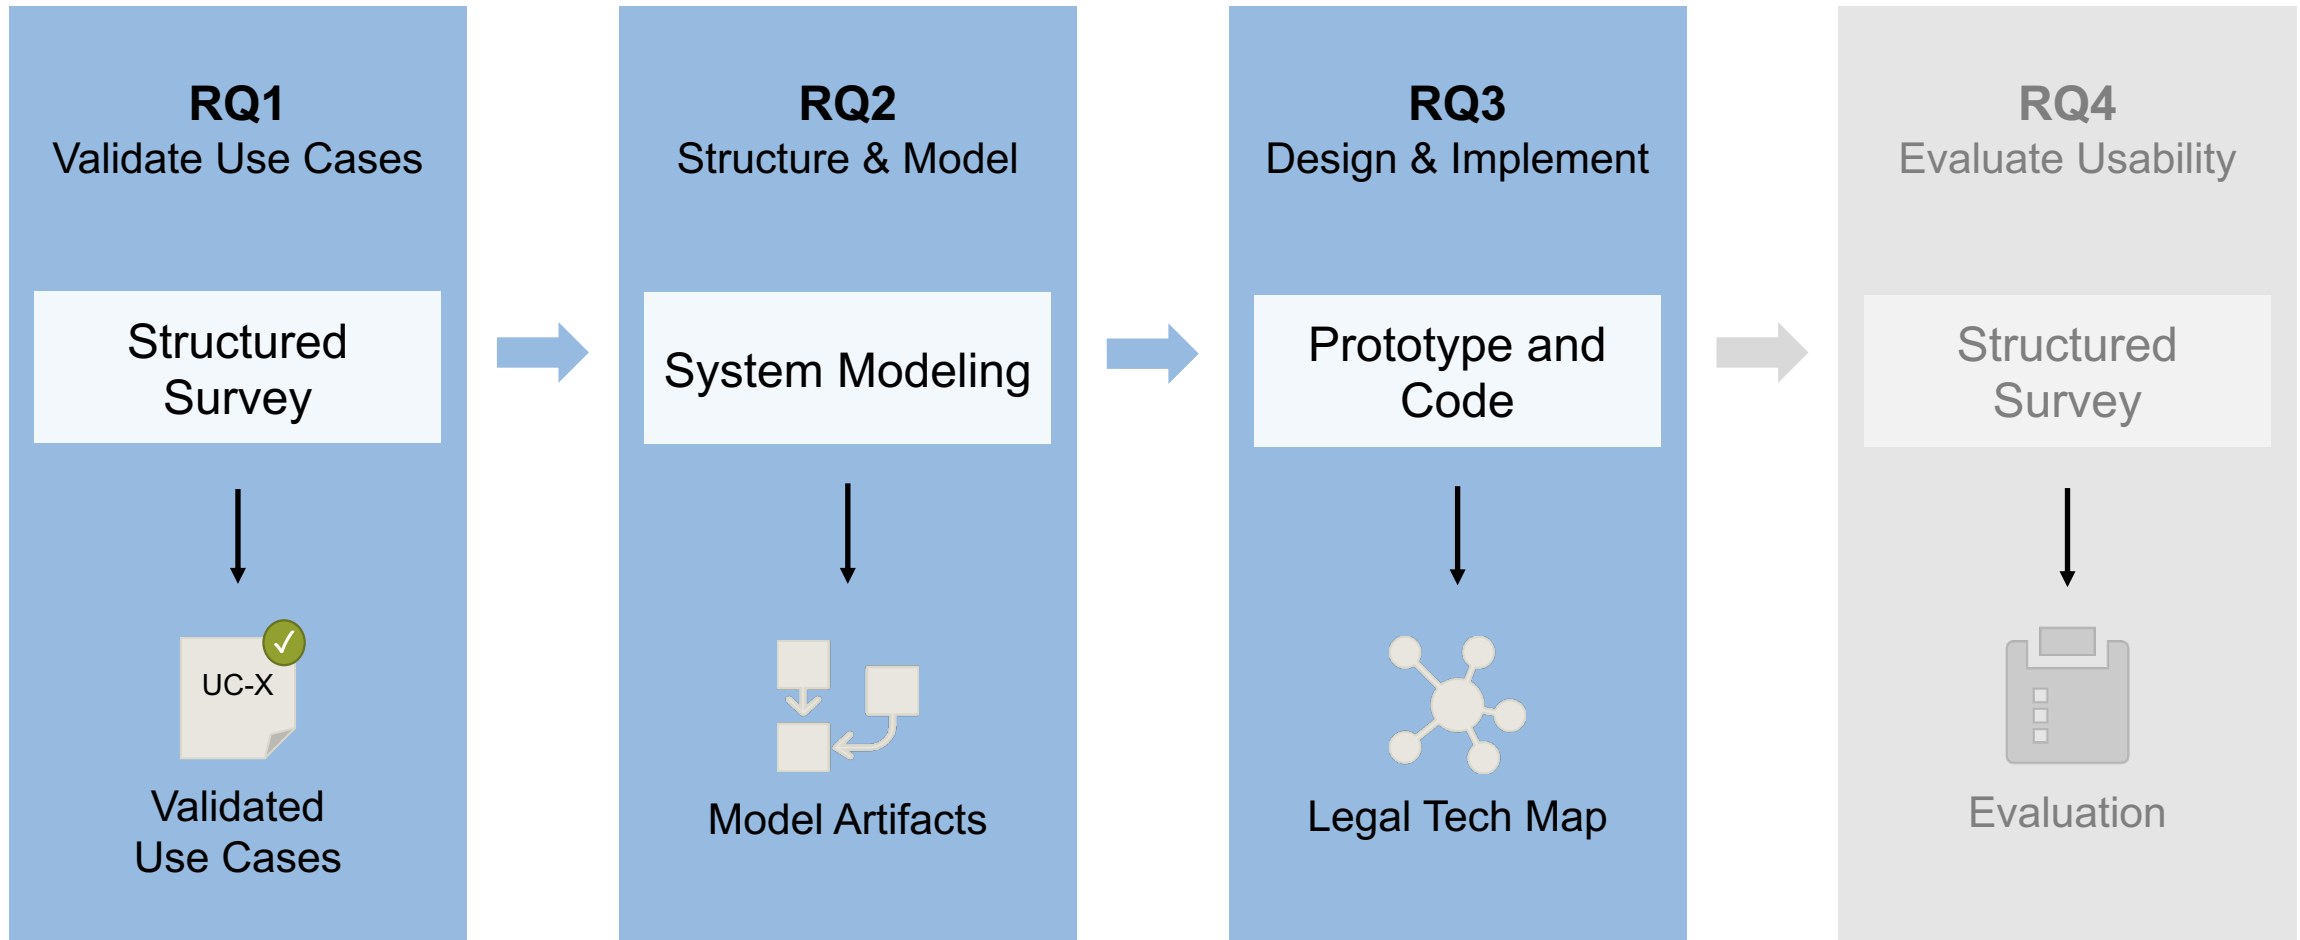 RQ1
Validate Use Cases
Structured
Survey
UC-X
Validated
Use Cases
RQ2
Structure & Model
System Modeling
Model Artifacts
RQ3
Design & Implement
Prototype and
Code
Legal Tech Map
RQ4
Evaluate Usability
Structured
Survey
Evaluation